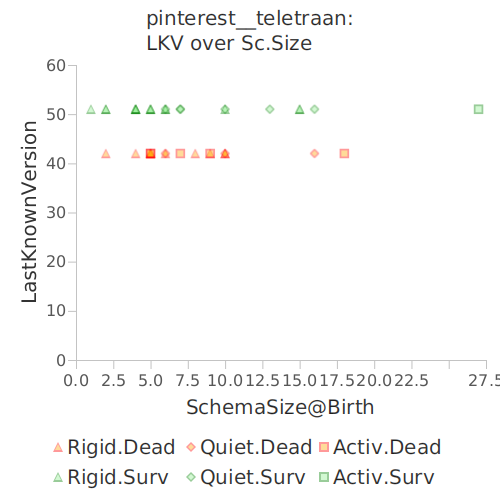 pinterest__teletraan:
LKV over Sc.Size
60
50
40
30
20
10
0
LastKnownVersion
0.0 2.5 5.0 7.5 10.0 12.5 15.0 17.5 20.0 22.5 27.5
SchemaSize@Birth
Rigid.Dead Quiet.Dead Activ.Dead
Rigid.Surv Quiet.Surv Activ.Surv